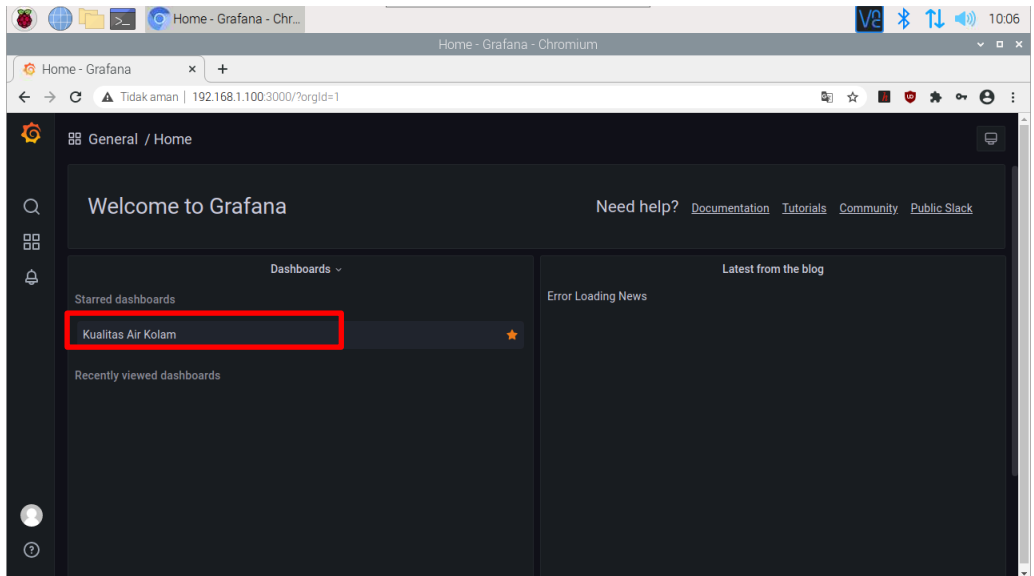 Home - Grafana - Chr...
10:06
Home - Grafana - Chromium
Home - Grafana
Tidak aman | 192.168.1.100:3000/?orgId=1
General / Home
Welcome to Grafana
Need help? Documentation Tutorials Community Public Slack
Dashboards
Latest from the blog
Starred dashboards
Error Loading News
Kualitas Air Kolam
Recently viewed dashboards